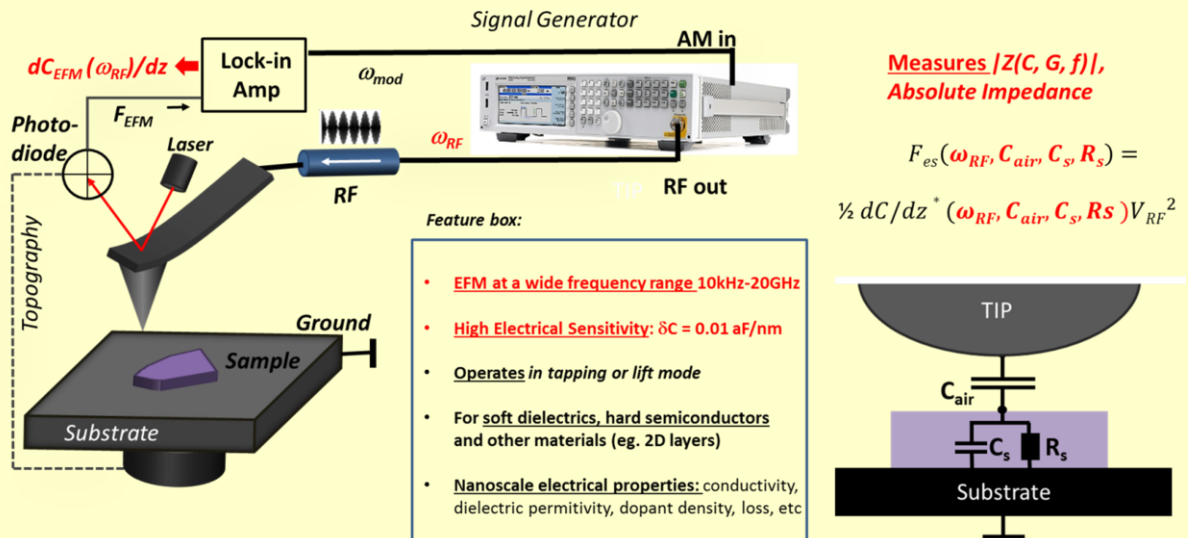 Signal Generator
AM in
dC_EFM(ω_RF)/dz
Lock-in
Amp
ω_mod
F_EFM
Photo-
diode
Laser
ω_RF
RF
TIP
RF out
Topography
Ground
Sample
Substrate
Feature box:
• EFM at a wide frequency range 10kHz-20GHz
• High Electrical Sensitivity: δC = 0.01 aF/nm
• Operates in tapping or lift mode
• For soft dielectrics, hard semiconductors
and other materials (eg. 2D layers)
• Nanoscale electrical properties: conductivity,
dielectric permitivity, dopant density, loss, etc
Measures |Z(C, G, f)|,
Absolute Impedance
F_es(ω_RF, C_air, C_s, R_s) =
½ dC/dz * (ω_RF, C_air, C_s, Rs )V_RF²
TIP
C_air
C_s
R_s
Substrate